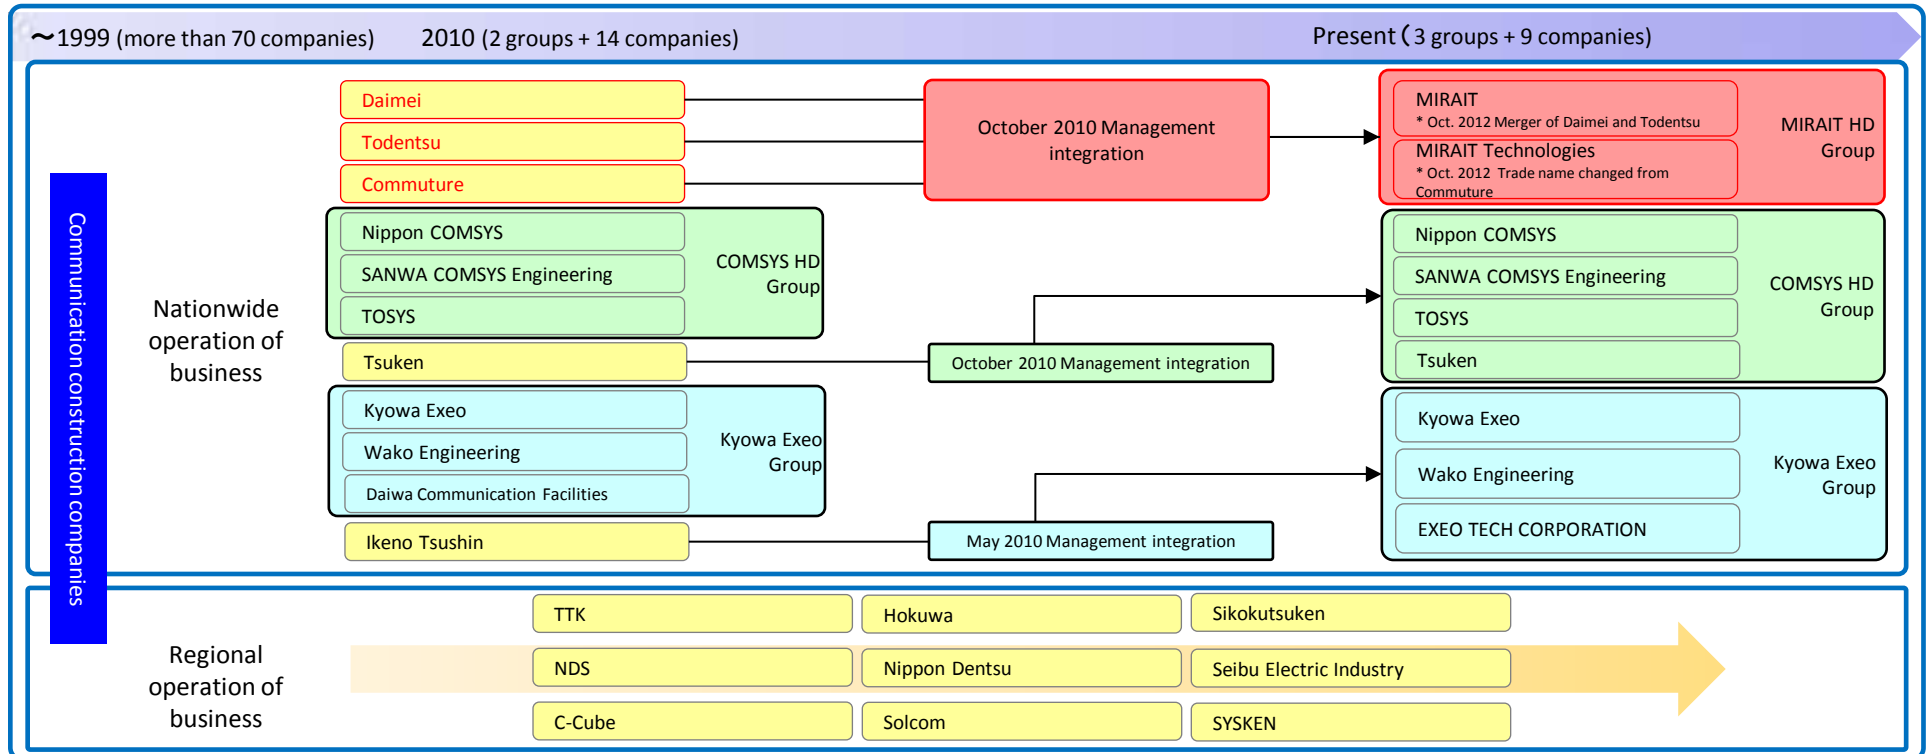 ～1999 (more than 70 companies)
2010 (2 groups + 14 companies)
Present（3 groups + 9 companies)
Communication construction companies
Nationwide
operation of
business
Daimei
Todentsu
Commuture
October 2010 Management
integration
MIRAIT
* Oct. 2012 Merger of Daimei and Todentsu
MIRAIT Technologies
* Oct. 2012 Trade name changed from
Commuture
MIRAIT HD
Group
Nippon COMSYS
SANWA COMSYS Engineering
TOSYS
COMSYS HD
Group
Tsuken
October 2010 Management integration
Nippon COMSYS
SANWA COMSYS Engineering
TOSYS
Tsuken
COMSYS HD
Group
Kyowa Exeo
Wako Engineering
Daiwa Communication Facilities
Kyowa Exeo
Group
Ikeno Tsushin
May 2010 Management integration
Kyowa Exeo
Wako Engineering
EXEO TECH CORPORATION
Kyowa Exeo
Group
Regional
operation of
business
TTK
Hokuwa
Sikokutsuken
NDS
Nippon Dentsu
Seibu Electric Industry
C-Cube
Solcom
SYSKEN